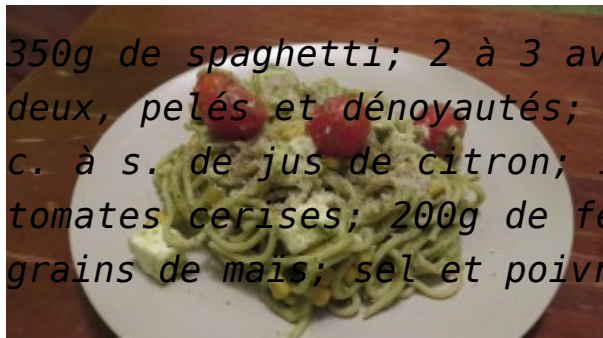 350g de spaghetti; 2 à 3
deux, pelés et dénoyautés;
c. à s. de jus de citron;
tomates cerises; 200g de
grains de maïs; sel et